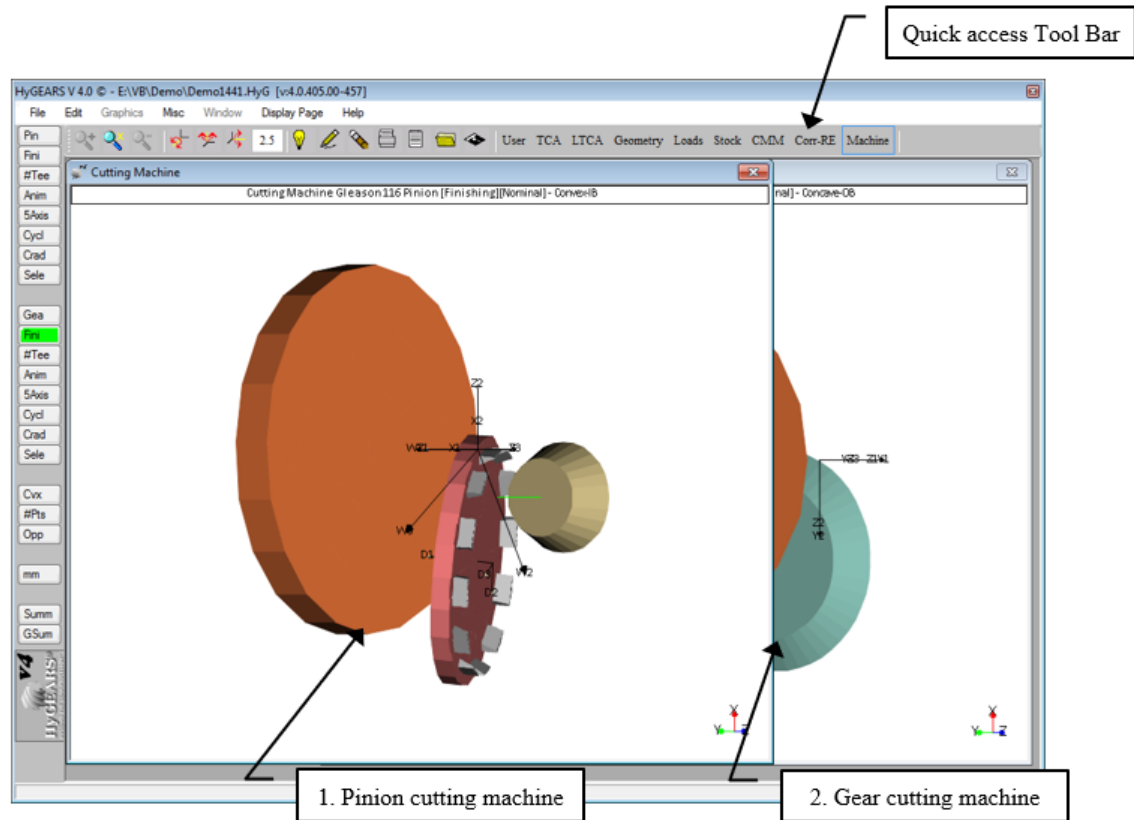 Quick access Tool Bar
HyGEARS V 4.0 © - E:\VB\Demo\Demo1441.HyG [v:4.0.405.00-457]
File Edit Graphics Misc Window Display Page Help
Pin
2.5 User TCA LTCA Geometry Loads Stock CMM Corr-RE Machine
Fini
#Tee
Cutting Machine
Anim
Cutting Machine Gleason 116 Pinion [Finishing][Nominal] - Convex-IB
nal] - Concave-OB
5Axis
Cycl
Crad
Sele
Gea
Fini
#Tee
Anim
5Axis
Cycl
Crad
Sele
Cvx
#Pts
Opp
mm
Summ
GSum
Z2
X2
X1
D1
D2
Z2
X
Y Z
X
Y Z
v4
HyGEARS
1. Pinion cutting machine
2. Gear cutting machine